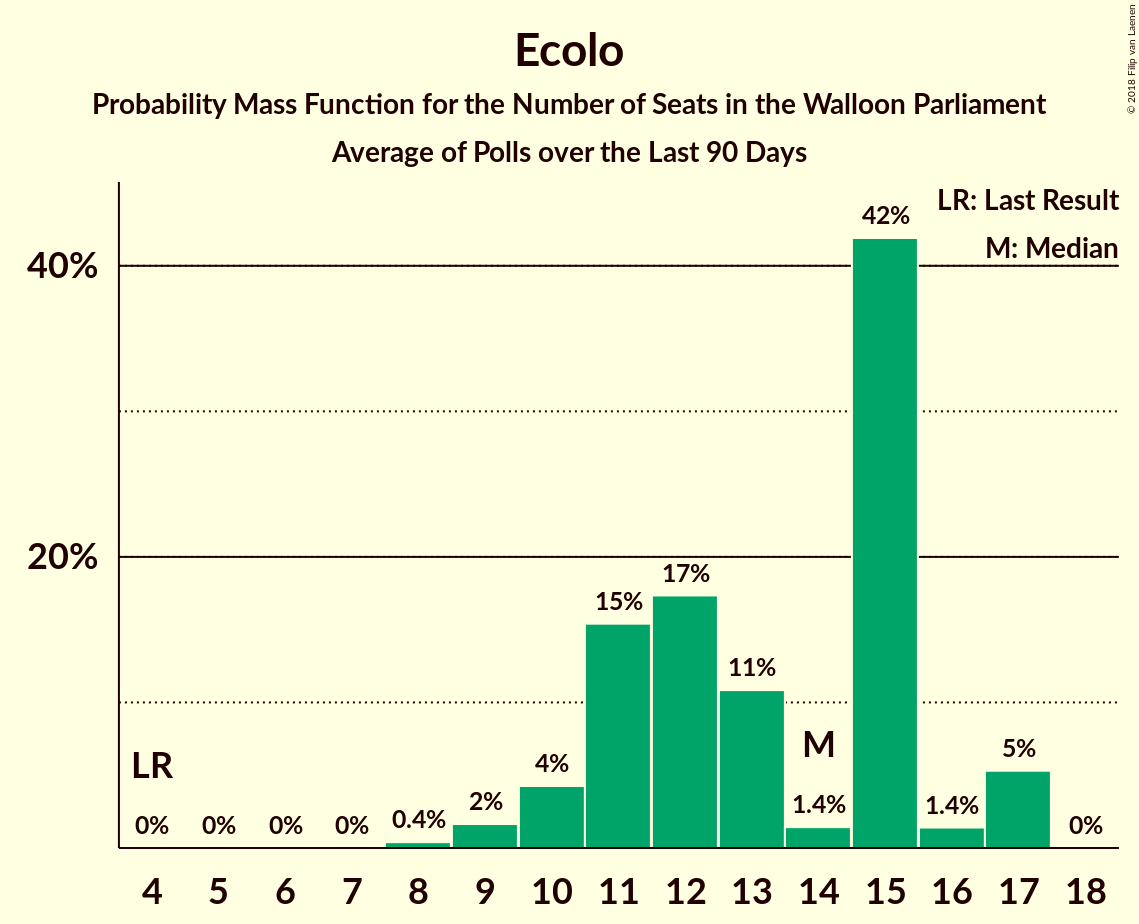 Ecolo
Probability Mass Function for the Number of Seats in the Walloon Parliament
Average of Polls over the Last 90 Days
© 2018 Filip van Laenen
LR: Last Result
M: Median
40%
20%
LR
M
0% 0% 0% 0% 0.4% 2% 4% 15% 17% 11% 1.4% 42% 1.4% 5% 0%
4 5 6 7 8 9 10 11 12 13 14 15 16 17 18